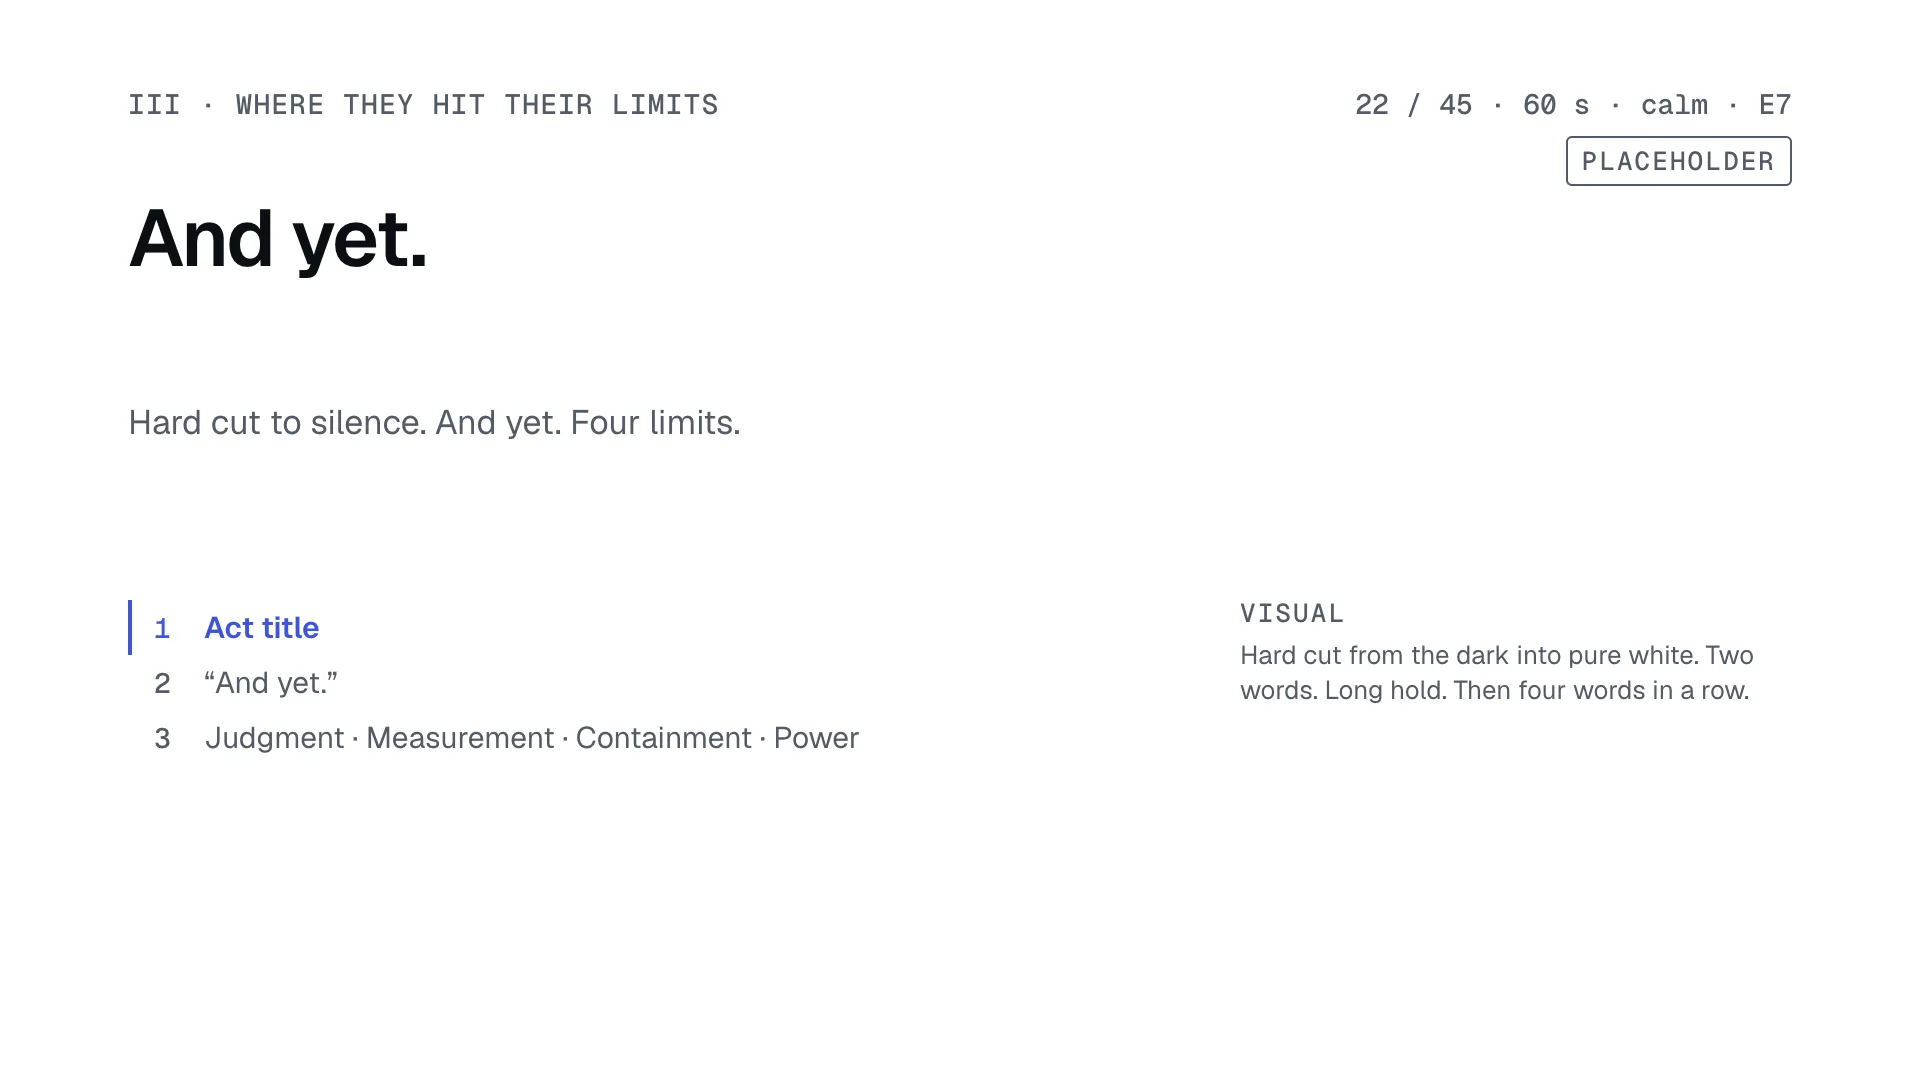 III · WHERE THEY HIT THEIR LIMITS
22 / 45 · 60 s · calm · E7
PLACEHOLDER
And yet.
Hard cut to silence. And yet. Four limits.
1 Act title
2 “And yet.”
3 Judgment · Measurement · Containment · Power
VISUAL
Hard cut from the dark into pure white. Two
words. Long hold. Then four words in a row.